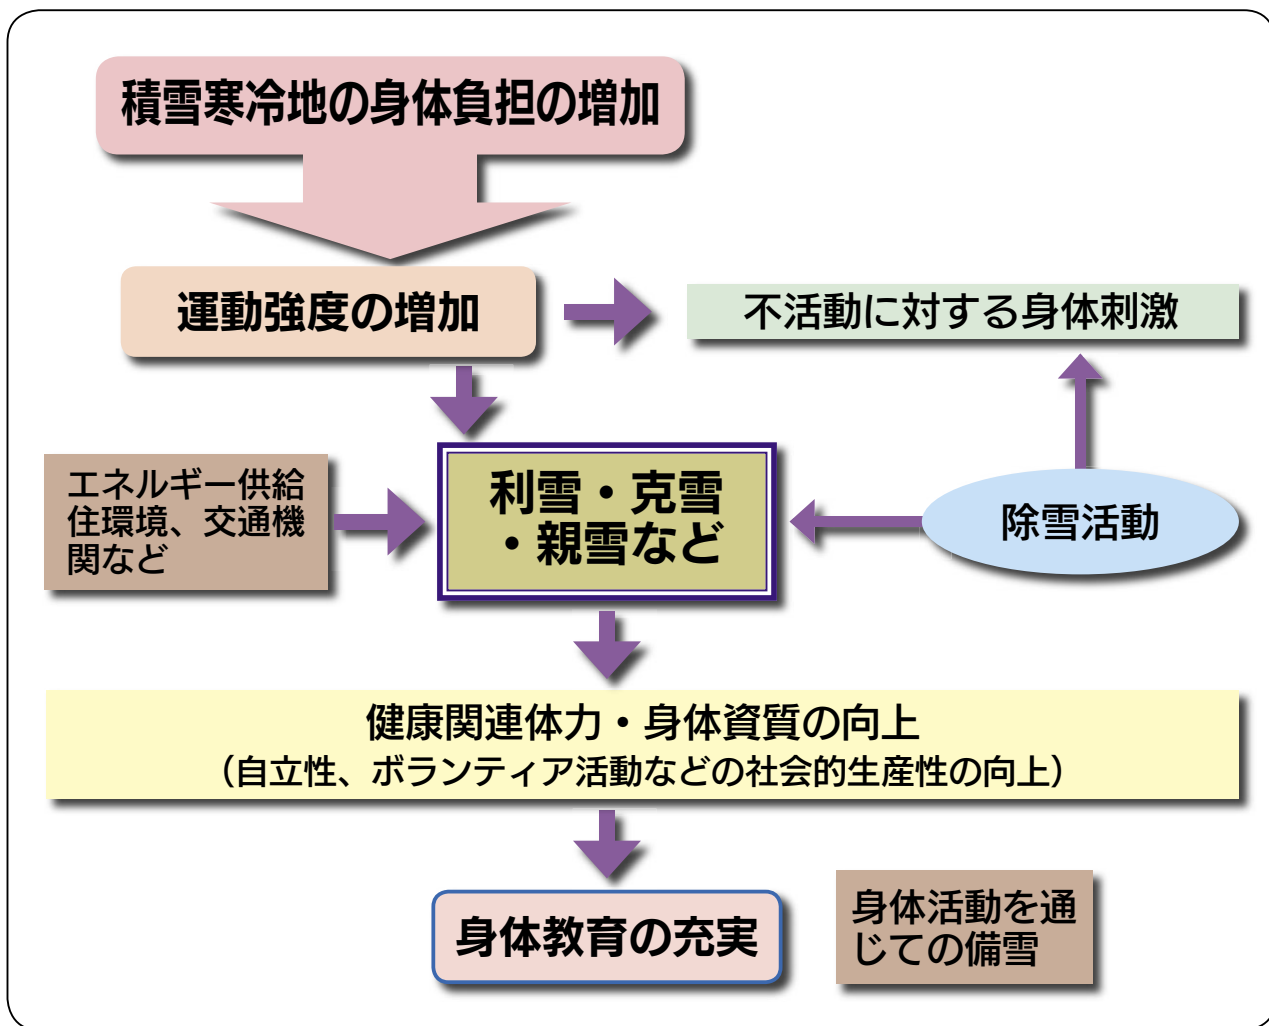 積雪寒冷地の身体負担の増加
運動強度の増加
不活動に対する身体刺激
エネルギー供給
住環境、交通機
関など
利雪・克雪
・親雪など
除雪活動
健康関連体力・身体資質の向上
（自立性、ボランティア活動などの社会的生産性の向上）
身体教育の充実
身体活動を通
じての備雪